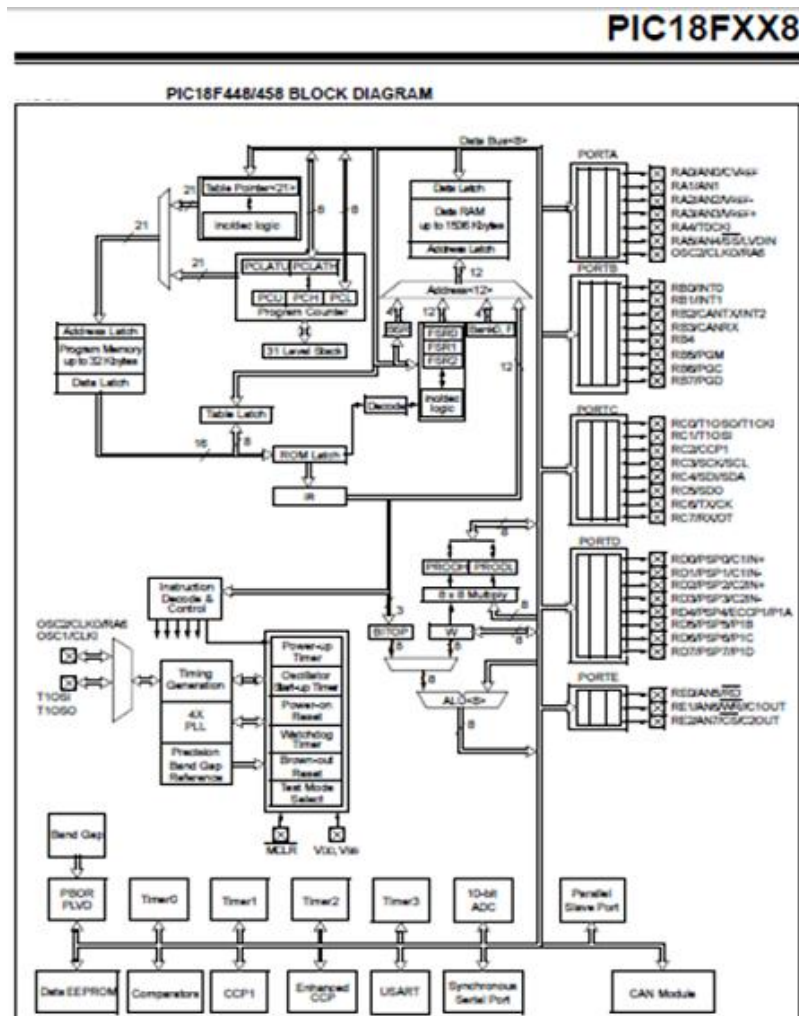 PIC18FXX8
PIC18F448/458 BLOCK DIAGRAM
Data Bus<8>
21
Table Pointer<21>
inc/dec logic
21
21
8
8
PCLATU PCLATH
PCU PCH PCL
Program Counter
31 Level Stack
Address Latch
Program Memory
up to 32 Kbytes
Data Latch
Table Latch
16
8
ROM Latch
IR
Data Latch
Data RAM
up to 1536 Kbytes
Address Latch
12
Address<12>
4
12
4
BSR
FSR0
FSR1
FSR2
Bank0, F
12
inc/dec
logic
Decode
8
PRODH PRODL
8 x 8 Multiply
3
8
BITOP
W
8
8
8
8
8
ALU<8>
8
Instruction
Decode &
Control
OSC2/CLKO/RA6
OSC1/CLKI
T1OSI
T1OSO
Timing
Generation
4X
PLL
Precision
Band Gap
Reference
Power-up
Timer
Oscillator
Start-up Timer
Power-on
Reset
Watchdog
Timer
Brown-out
Reset
Test Mode
Select
MCLR
VDD, VSS
PORTA
RA0/AN0/CVREF
RA1/AN1
RA2/AN2/VREF-
RA3/AN3/VREF+
RA4/T0CKI
RA5/AN4/SS/LVDIN
OSC2/CLKO/RA6
PORTB
RB0/INT0
RB1/INT1
RB2/CANTX/INT2
RB3/CANRX
RB4
RB5/PGM
RB6/PGC
RB7/PGD
PORTC
RC0/T1OSO/T1CKI
RC1/T1OSI
RC2/CCP1
RC3/SCK/SCL
RC4/SDI/SDA
RC5/SDO
RC6/TX/CK
RC7/RX/DT
PORTD
RD0/PSP0/C1IN+
RD1/PSP1/C1IN-
RD2/PSP2/C2IN+
RD3/PSP3/C2IN-
RD4/PSP4/ECCP1/P1A
RD5/PSP5/P1B
RD6/PSP6/P1C
RD7/PSP7/P1D
PORTE
RE0/AN5/RD
RE1/AN6/WR//C1OUT
RE2/AN7/CS/C2OUT
Band Gap
PBOR
PLVD
Timer0
Timer1
Timer2
Timer3
10-bit
ADC
Parallel
Slave Port
Data EEPROM
Comparators
CCP1
Enhanced
CCP
USART
Synchronous
Serial Port
CAN Module